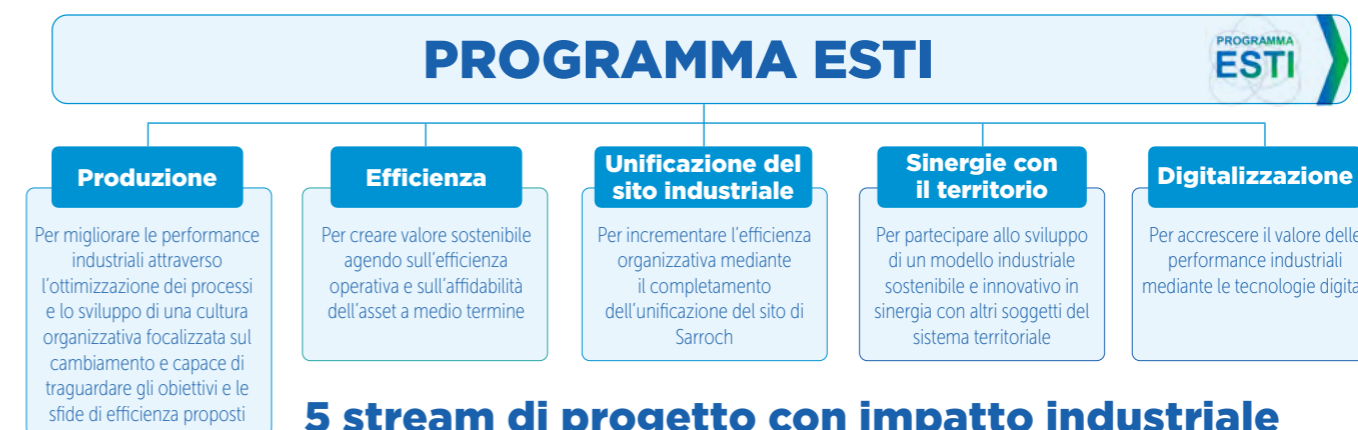 PROGRAMMA ESTI
PROGRAMMA
ESTI
Produzione
Per migliorare le performance
industriali attraverso
l'ottimizzazione dei processi
e lo sviluppo di una cultura
organizzativa focalizzata sul
cambiamento e capace di
traguardare gli obiettivi e le
sfide di efficienza proposti
Efficienza
Per creare valore sostenibile
agendo sull'efficienza
operativa e sull'affidabilità
dell'asset a medio termine
Unificazione del
sito industriale
Per incrementare l'efficienza
organizzativa mediante
il completamento
dell'unificazione del sito di
Sarroch
Sinergie con
il territorio
Per partecipare allo sviluppo
di un modello industriale
sostenibile e innovativo in
sinergia con altri soggetti del
sistema territoriale
Digitalizzazione
Per accrescere il valore delle
performance industriali
mediante le tecnologie
5 stream di progetto con impatto industriale